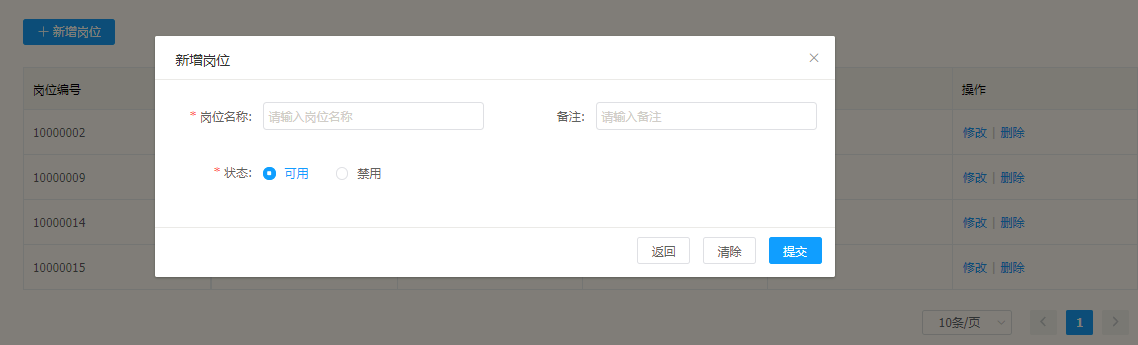 ＋ 新增岗位
新增岗位 ×
岗位编号 操作
* 岗位名称: 请输入岗位名称 备注: 请输入备注
10000002 修改 | 删除
* 状态: 可用 禁用
10000009 修改 | 删除
10000014 修改 | 删除
返回 清除 提交
10000015 修改 | 删除
10条/页 < 1 >